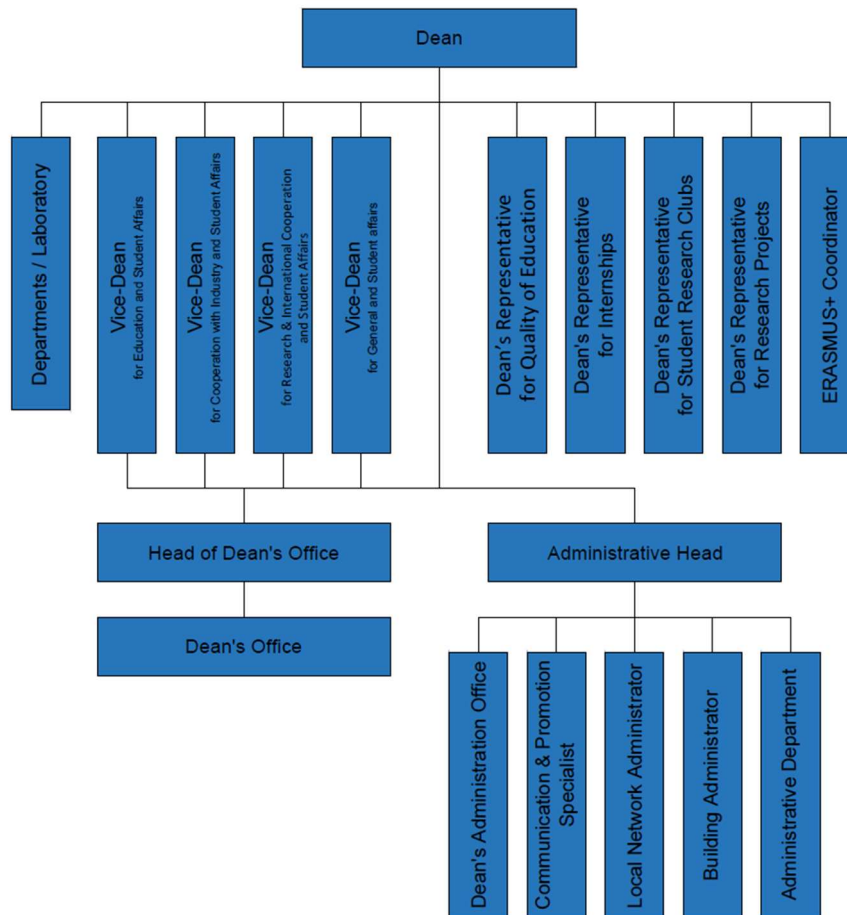 Dean
Departments / Laboratory
Vice-Dean
for Education and Student Affairs
Vice-Dean
for Cooperation with Industry and Student Affairs
Vice-Dean
for Research & International Cooperation
and Student Affairs
Vice-Dean
for General and Student affairs
Dean's Representative
for Quality of Education
Dean's Representative
for Internships
Dean's Representative
for Student Research Clubs
Dean's Representative
for Research Projects
ERASMUS+ Coordinator
Head of Dean's Office
Administrative Head
Dean's Office
Dean's Administration Office
Communication & Promotion
Specialist
Local Network Administrator
Building Administrator
Administrative Department